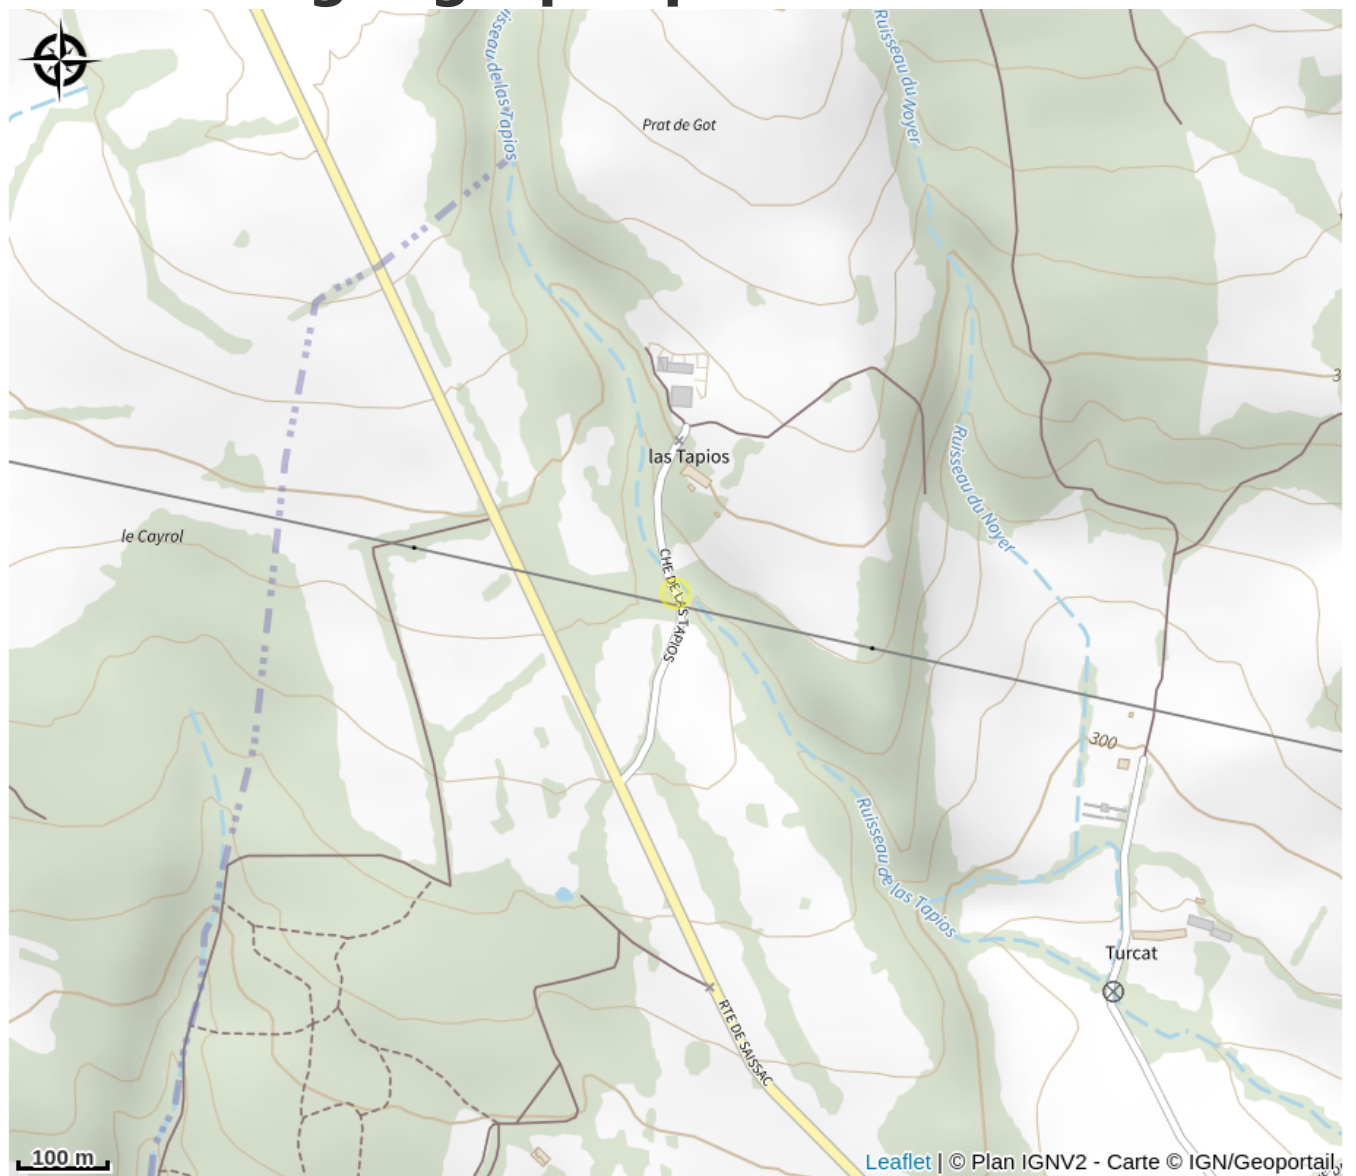 Ruisseau de las Tapios
Ruisseau du Noyer
Prat de Got
las Tapios
Ruisseau du Noyer
le Cayrol
CHE DE LAS TAPIOS
300
Ruisseau de las Tapios
Turcat
RTE DE SAISSAC
100 m
Leaflet | © Plan IGNV2 - Carte © IGN/Geoportail